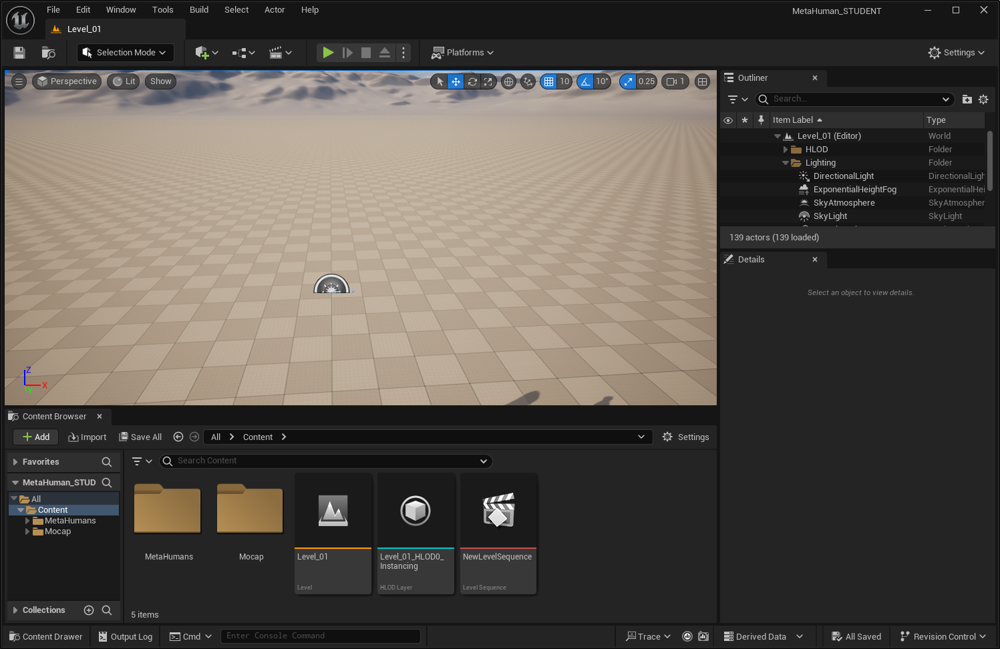 File Edit Window Tools Build Select Actor Help
MetaHuman_STUDENT
Level_01
Selection Mode
Platforms
Settings
Perspective Lit Show
10 10° 0.25 1
Outliner
Search...
Item Label Type
Level_01 (Editor) World
HLOD Folder
Lighting Folder
DirectionalLight DirectionalLigh
ExponentialHeightFog ExponentialHei
SkyAtmosphere SkyAtmospher
SkyLight SkyLight
139 actors (139 loaded)
Details
Select an object to view details.
Z
X
Content Browser
Add Import Save All All Content Settings
Favorites
Search Content
MetaHuman_STUD
All
Content
MetaHumans
Mocap
MetaHumans
Mocap
Level_01
Level
Level_01_HLOD0_
Instancing
HLOD Layer
NewLevelSequence
Level Sequence
Collections
5 items
Content Drawer Output Log Cmd Enter Console Command Trace Derived Data All Saved Revision Control